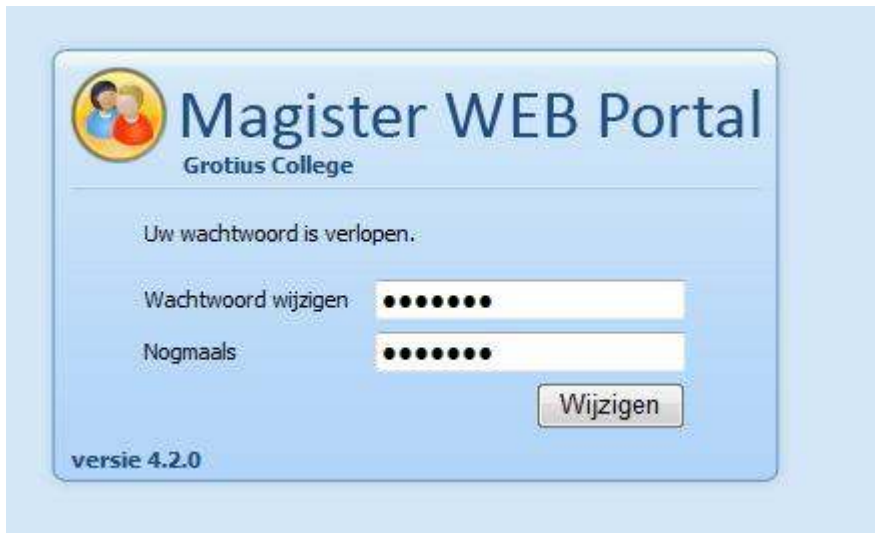 Magister WEB Portal
Grotius College
Uw wachtwoord is verlopen.
Wachtwoord wijzigen ●●●●●●●
Nogmaals ●●●●●●●
Wijzigen
versie 4.2.0